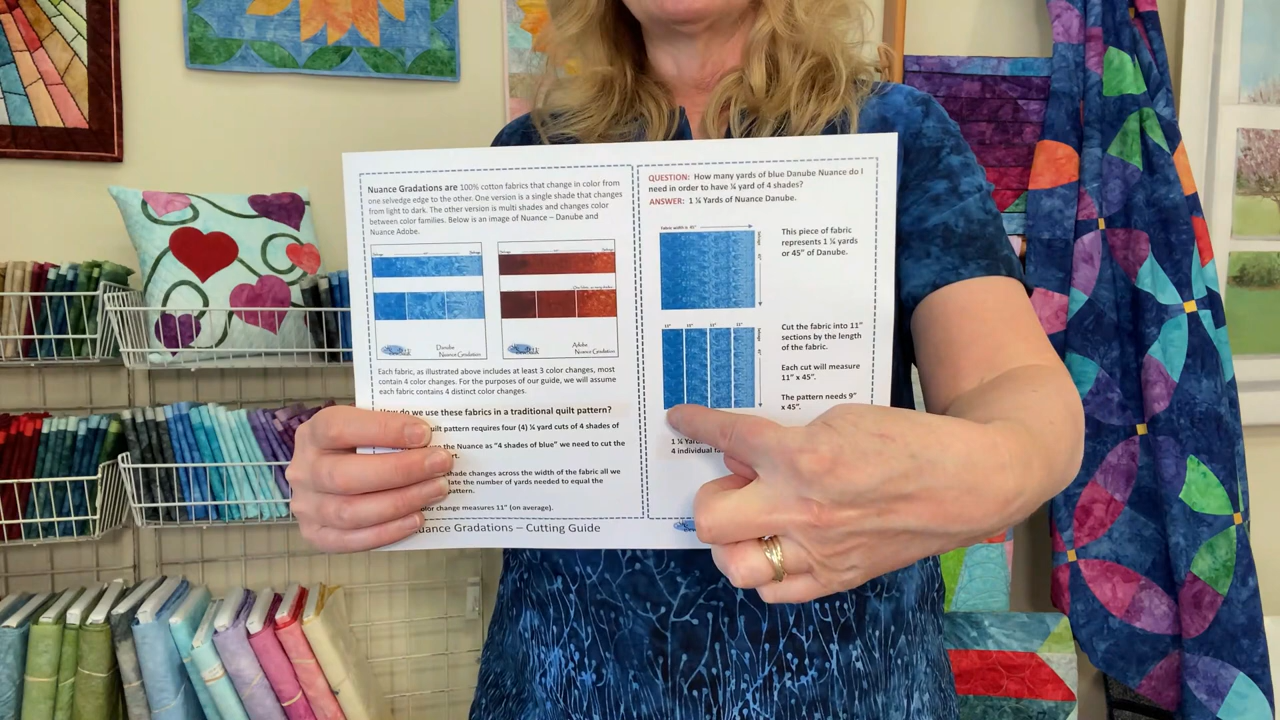 Nuance Gradations are 100% cotton fabrics that change in color from
one selvedge edge to the other. One version is a single shade that changes
from light to dark. The other version is multi shades and changes color
between color families. Below is an image of Nuance – Danube and
Nuance Adobe.
Danube
Nuance Gradation
Adobe
Nuance Gradation
Each fabric, as illustrated above includes at least 3 color changes, most
contain 4 color changes. For the purposes of our guide, we will assume
each fabric contains 4 distinct color changes.
How do we use these fabrics in a traditional quilt pattern?
quilt pattern requires four (4) ¼ yard cuts of 4 shades of
use the Nuance as "4 shades of blue" we need to cut the
shade changes across the width of the fabric all we
the number of yards needed to equal the
pattern.
color change measures 11" (on average).
Nuance Gradations – Cutting Guide
QUESTION: How many yards of blue Danube Nuance do I
need in order to have ¼ yard of 4 shades?
ANSWER: 1 ¼ Yards of Nuance Danube.
Fabric width is 45"
This piece of fabric
represents 1 ¼ yards
or 45" of Danube.
11" 11" 11" 11"
Cut the fabric into 11"
sections by the length
of the fabric.
Each cut will measure
11" x 45".
The pattern needs 9"
x 45".
1 ¼
4 individual